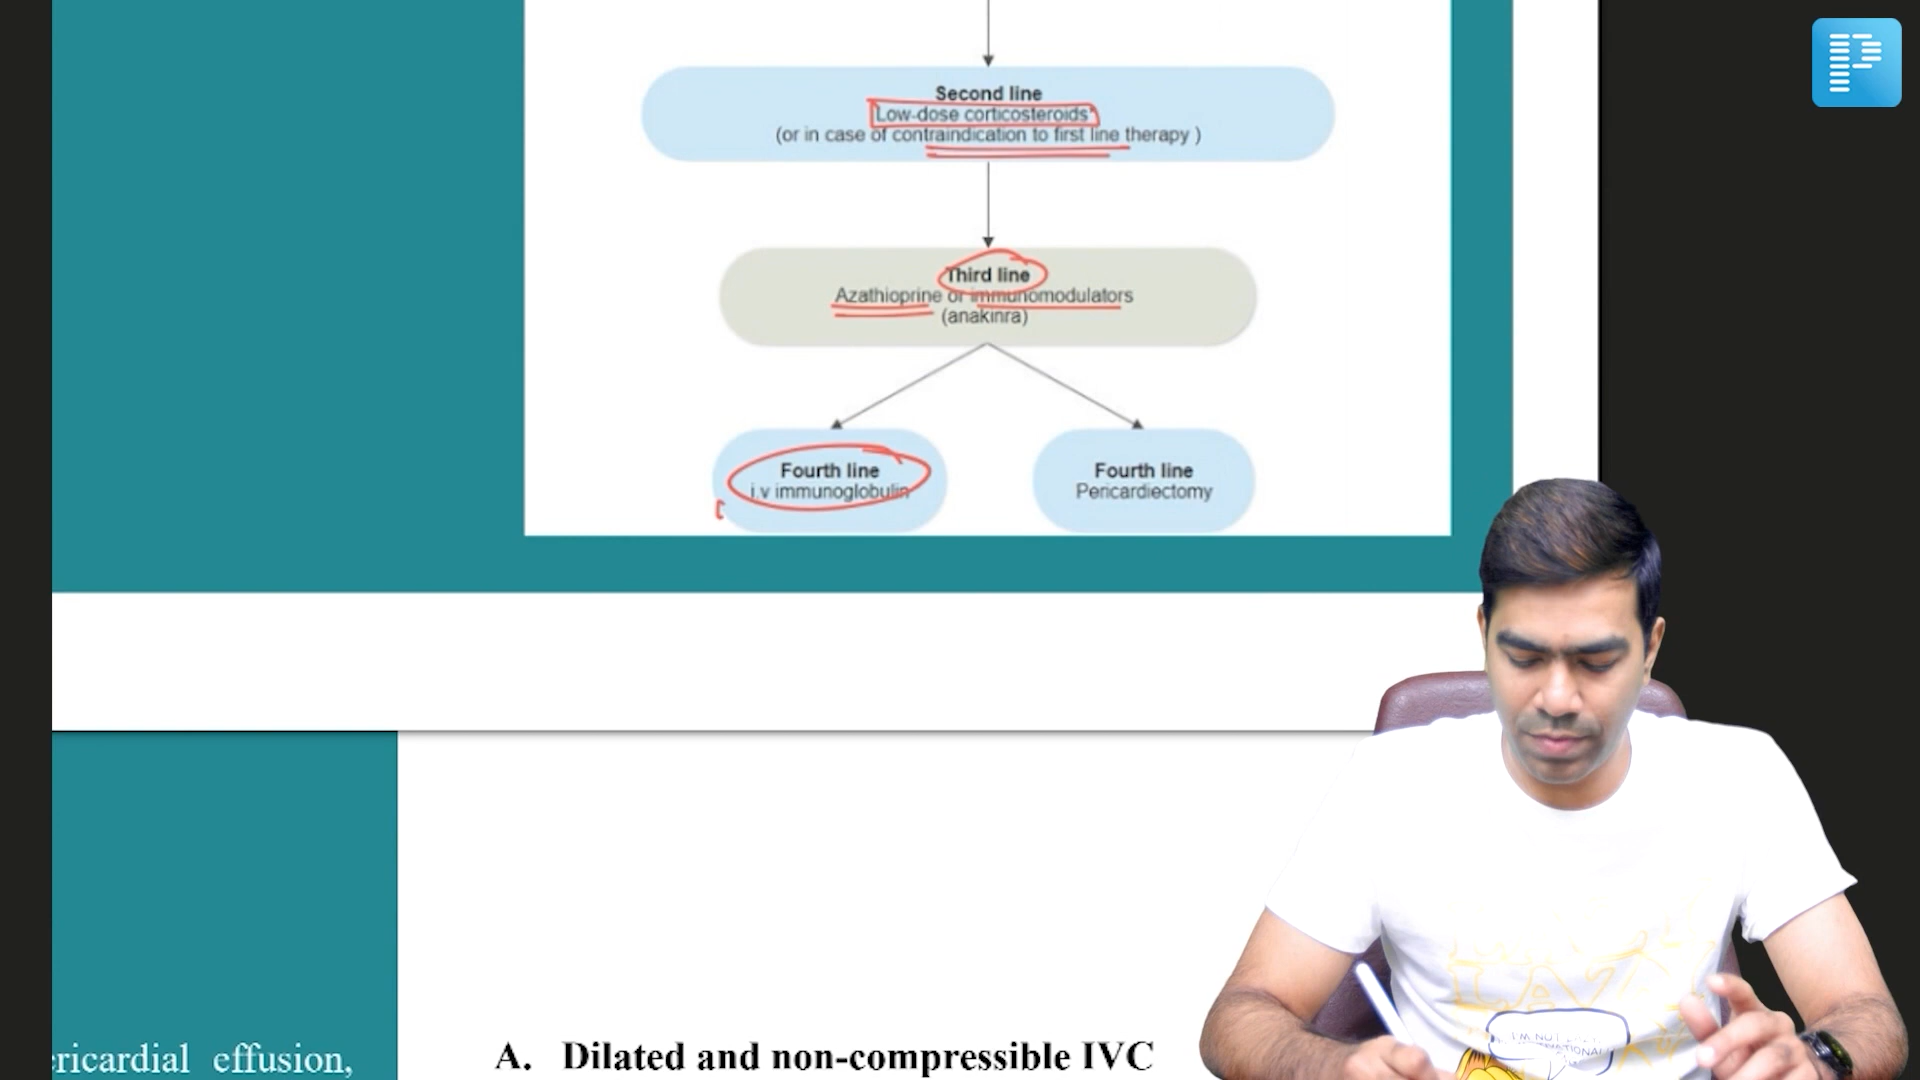 Second line
Low-dose corticosteroids*
(or in case of contraindication to first line therapy )
Third line
Azathioprine or immunomodulators
(anakinra)
Fourth line
i.v immunoglobulin
Fourth line
Pericardiectomy
ricardial effusion,
A. Dilated and non-compressible IVC
I'M NOT